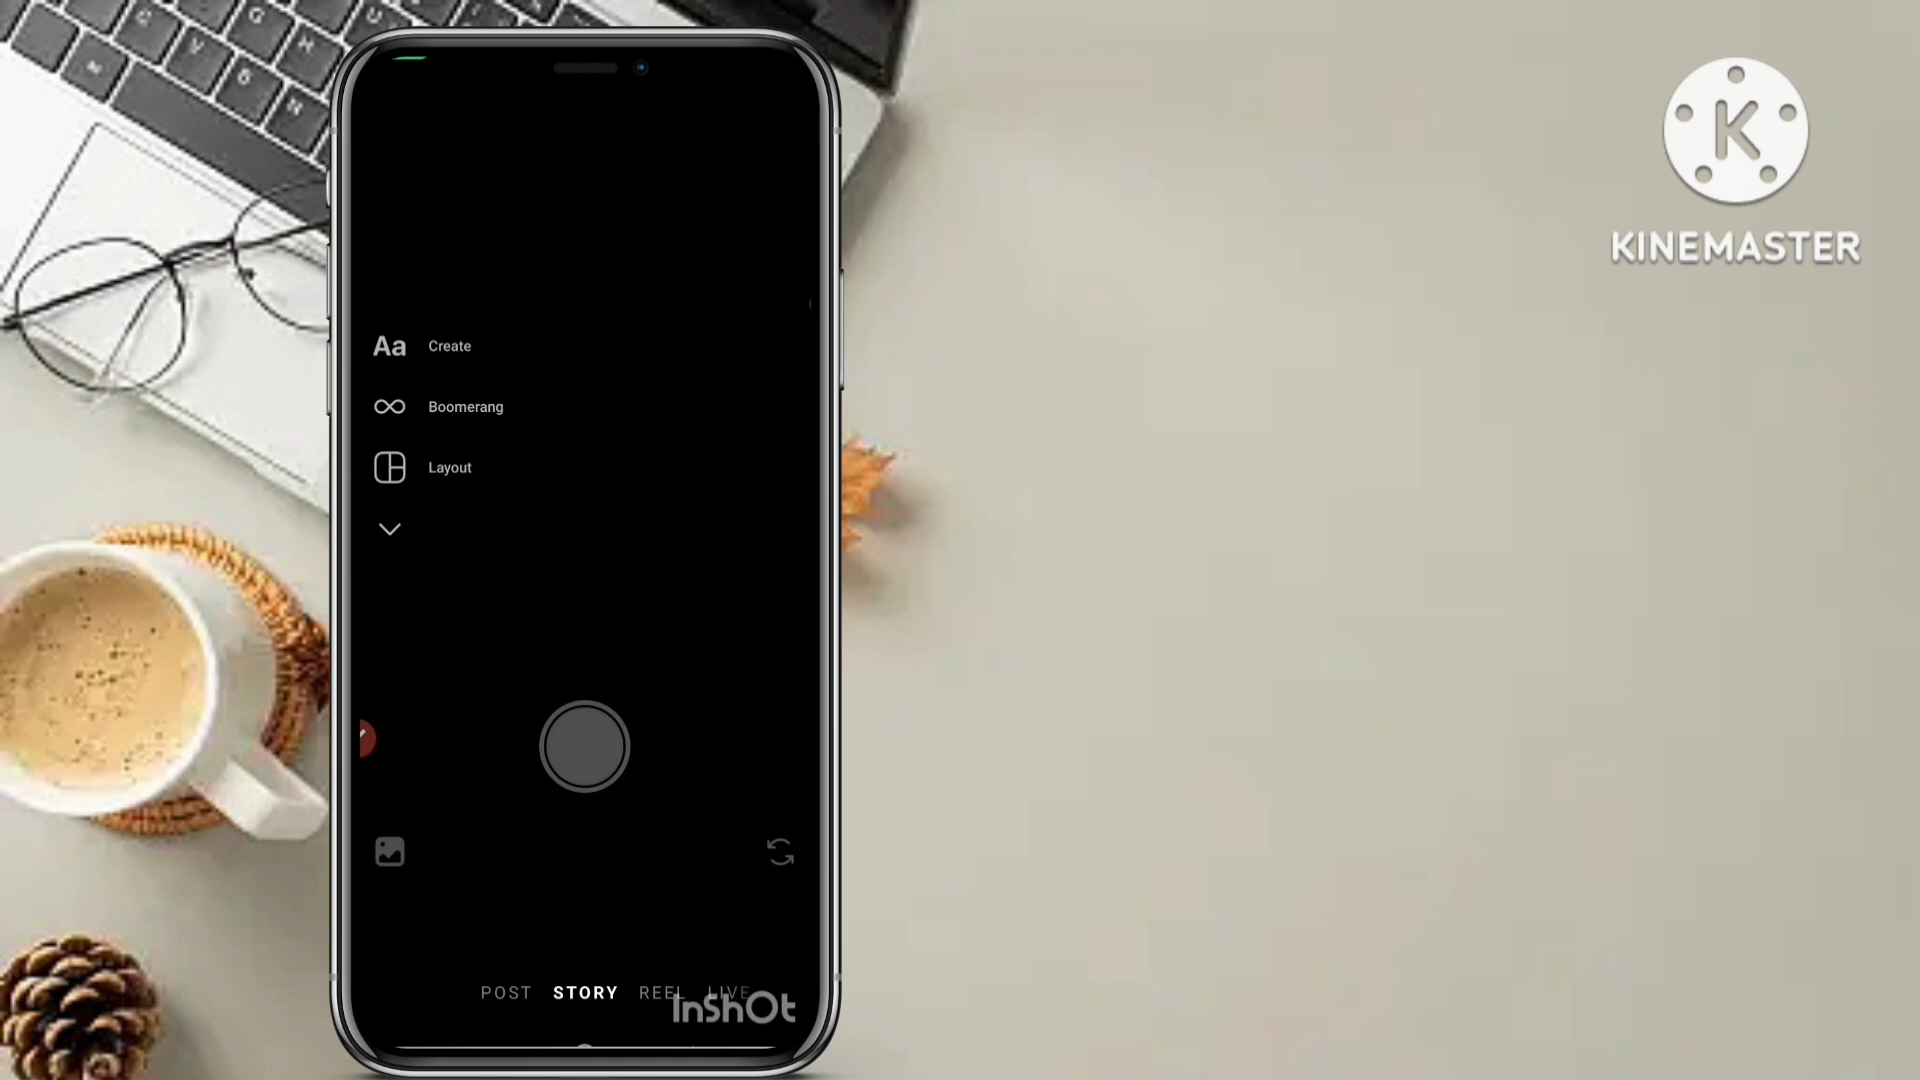 K
KINEMASTER
Aa Create
Boomerang
Layout
POST STORY REEL LIVE
InShOt